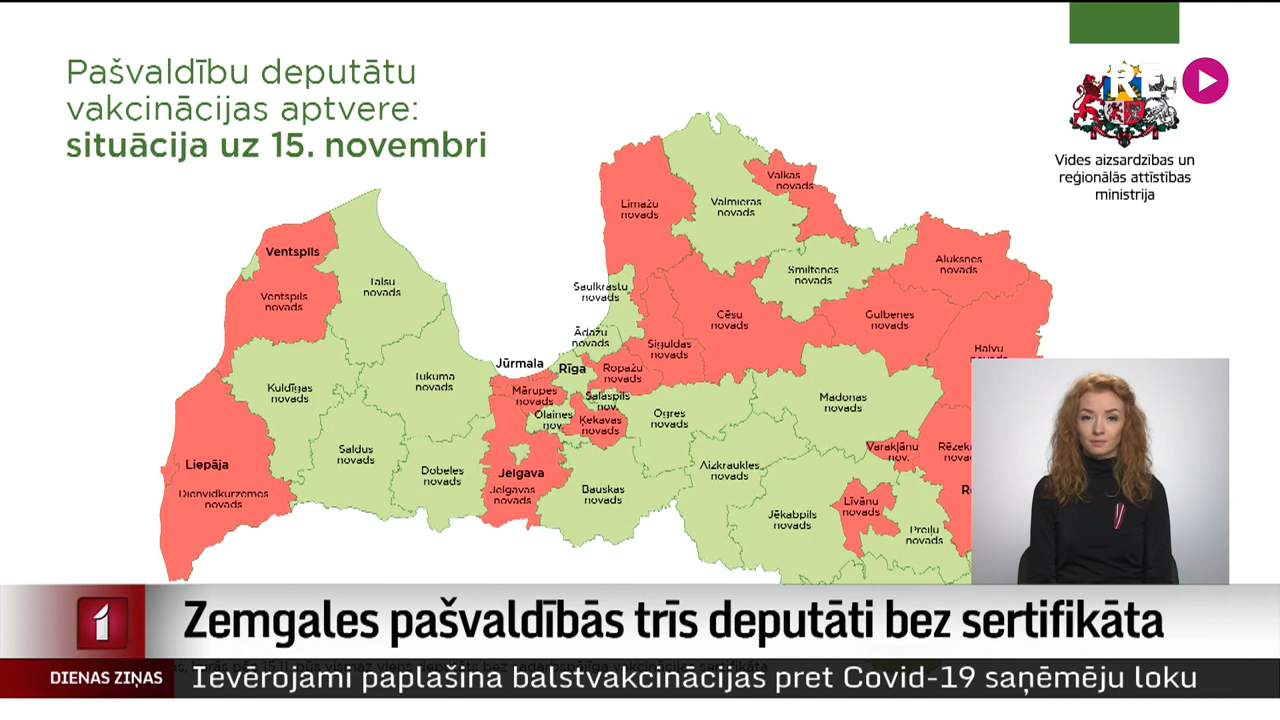 Pašvaldību deputātu
vakcinācijas aptvere:
situācija uz 15. novembri
RE
Vides aizsardzības un
reģionālās attīstības
ministrija
Valkas
novads
Limažu
novads
Valmieras
novads
Ventspils
Alūksnes
novads
Smiltenes
novads
Talsu
novads
Saulkrastu
novads
Ventspils
novads
Cēsu
novads
Gulbenes
novads
Ādažu
novads
Siguldas
novads
Balvu
Jūrmala
Rīga
Ropažu
novads
Tukuma
novads
Kuldīgas
novads
Mārupes
novads
Salaspils
nov.
Madonas
novads
Olaines
nov.
Ķekavas
novads
Ogres
novads
Saldus
novads
Varakļānu
nov.
Liepāja
Dobeles
novads
Jelgava
Aizkraukles
novads
Dienvidkurzemes
novads
Jelgavas
novads
Bauskas
novads
Līvānu
novads
Jēkabpils
novads
Preiļu
novads
1
Zemgales pašvaldībās trīs deputāti bez sertifikāta
DIENAS ZIŅAS
Ievērojami paplašina balstvakcinācijas pret Covid-19 saņēmēju loku